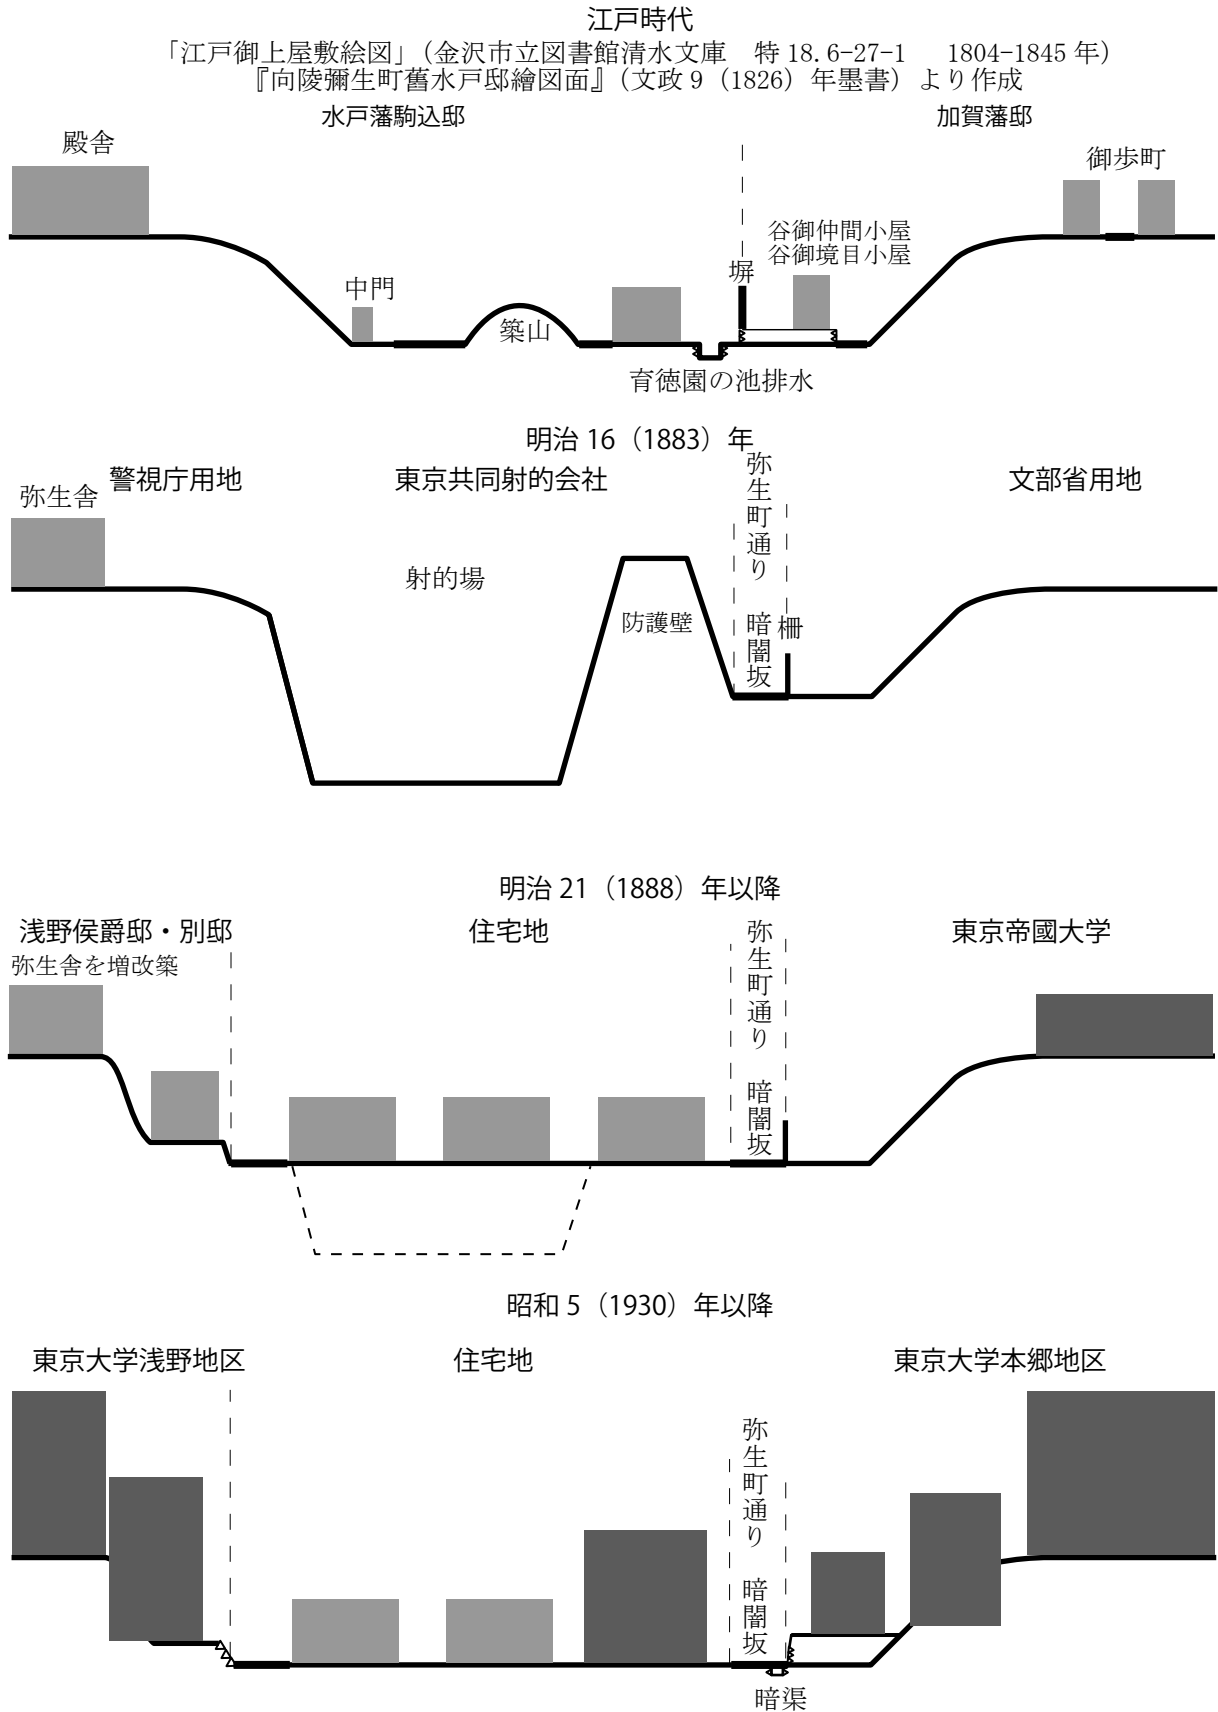 江戸時代
「江戸御上屋敷絵図」（金沢市立図書館清水文庫　特 18.6-27-1　1804-1845 年）
『向陵彌生町舊水戸邸繪図面』（文政 9（1826）年墨書）より作成
水戸藩駒込邸
加賀藩邸
殿舎
御歩町
谷御仲間小屋
谷御境目小屋
塀
中門
築山
育徳園の池排水
明治 16（1883）年
警視庁用地
東京共同射的会社
弥生町通り　暗闇坂
文部省用地
弥生舎
射的場
防護壁
柵
明治 21（1888）年以降
浅野侯爵邸・別邸
住宅地
弥生町通り　暗闇坂
東京帝國大学
弥生舎を増改築
昭和 5（1930）年以降
東京大学浅野地区
住宅地
東京大学本郷地区
弥生町通り　暗闇坂
暗渠